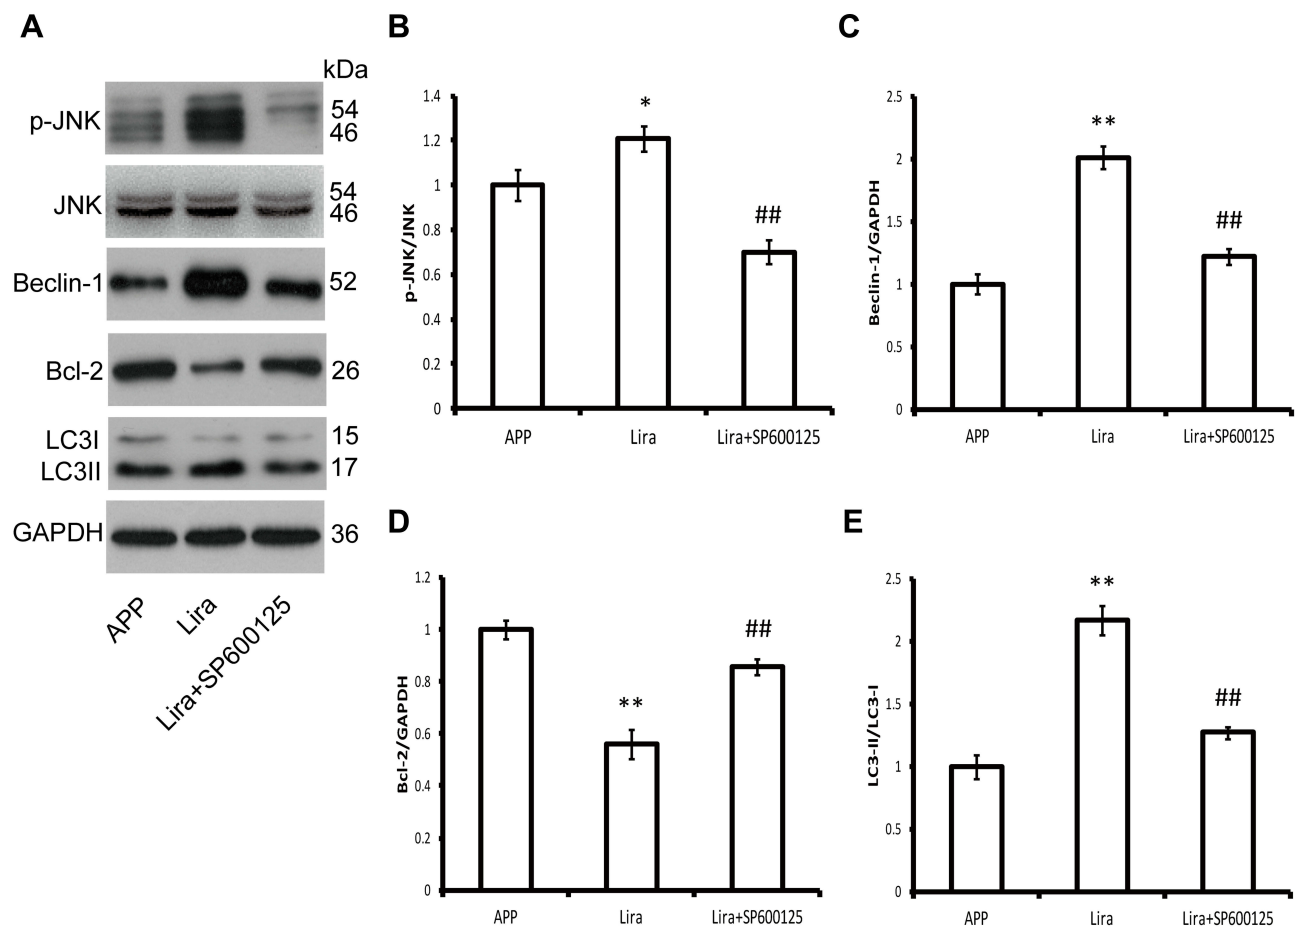 A
kDa
p-JNK
54
46
JNK
54
46
Beclin-1
52
Bcl-2
26
LC3I
15
LC3II
17
GAPDH
36
APP
Lira
Lira+SP600125
B
p-JNK/JNK
1.4
1.2
1
0.8
0.6
0.4
0.2
0
*
##
APP
Lira
Lira+SP600125
C
Beclin-1/GAPDH
2.5
2
1.5
1
0.5
0
**
##
APP
Lira
Lira+SP600125
D
Bcl-2/GAPDH
1.2
1
0.8
0.6
0.4
0.2
0
**
##
APP
Lira
Lira+SP600125
E
LC3-II/LC3-I
2.5
2
1.5
1
0.5
0
**
##
APP
Lira
Lira+SP600125